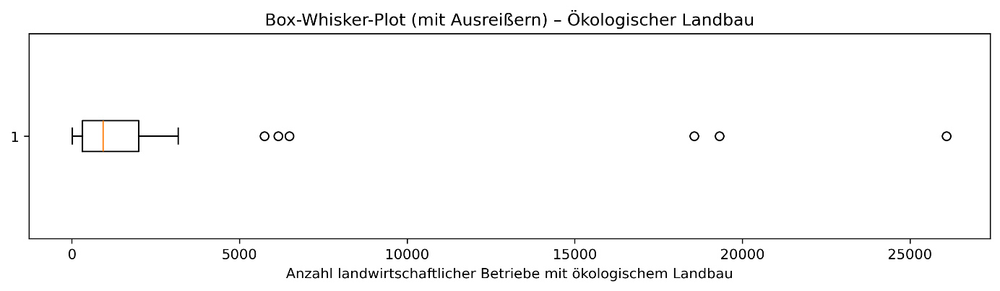 Box-Whisker-Plot (mit Ausreißern) – Ökologischer Landbau
1
0 5000 10000 15000 20000 25000
Anzahl landwirtschaftlicher Betriebe mit ökologischem Landbau